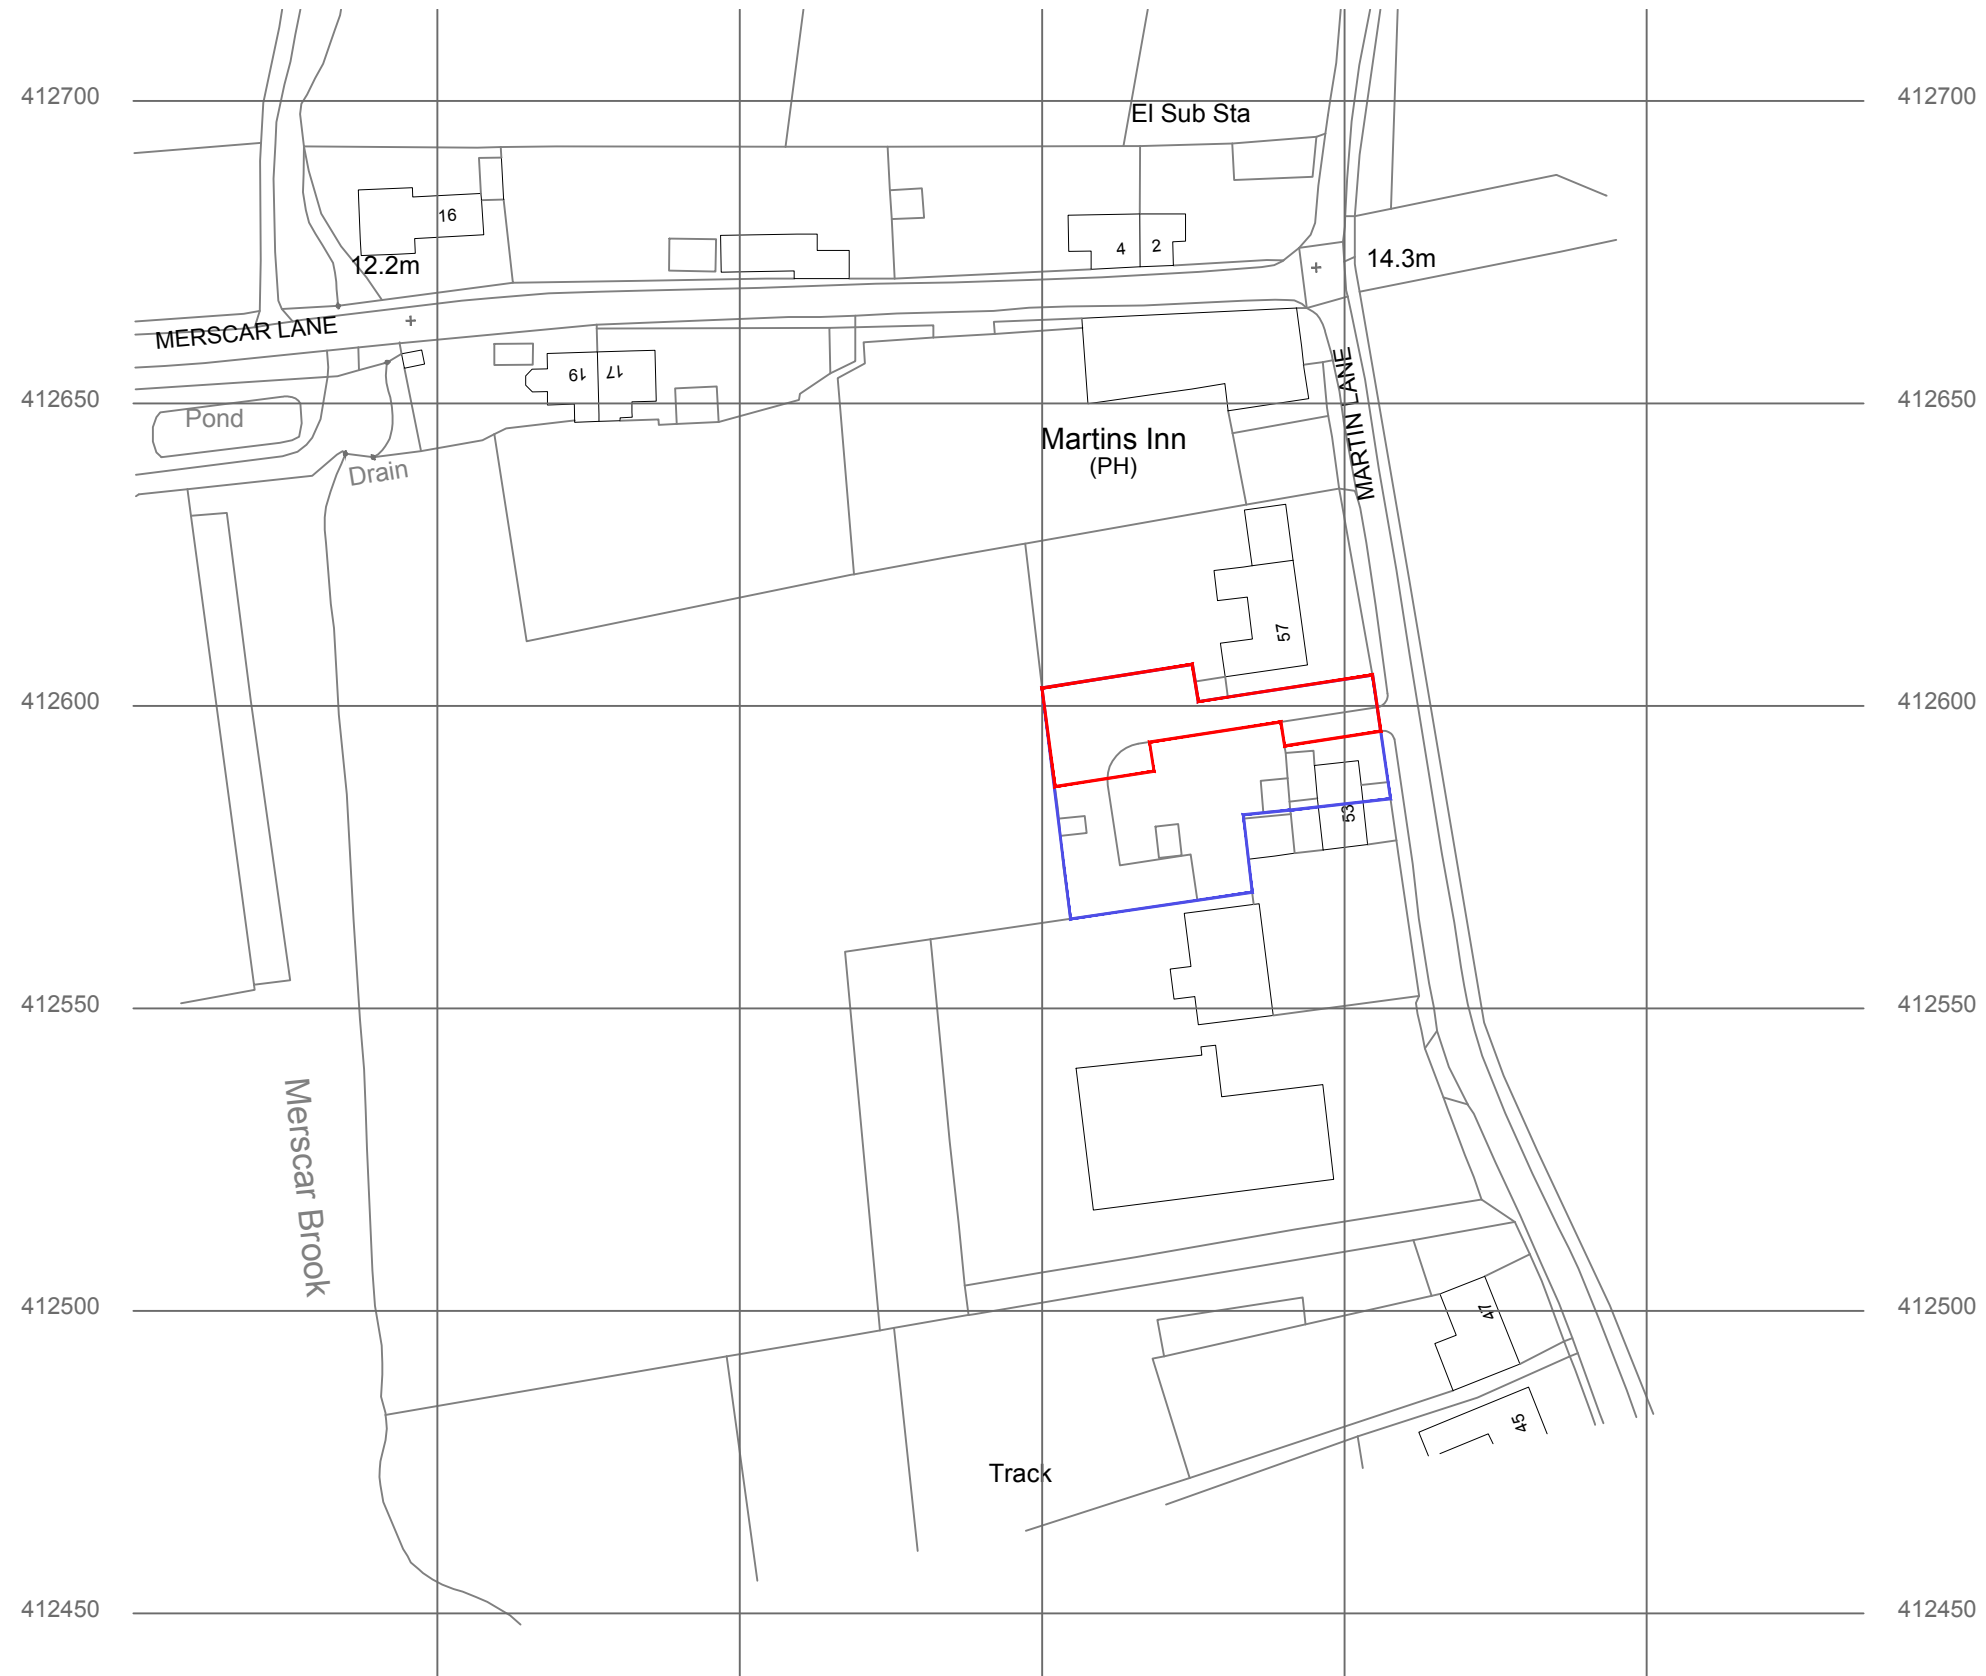 412700
412700
El Sub Sta
16
4
2
12.2m
14.3m
MERSCAR LANE
MARTIN LANE
19
17
412650
412650
Pond
Drain
Martins Inn
(PH)
57
412600
412600
53
412550
412550
Merscar Brook
412500
412500
47
45
Track
412450
412450